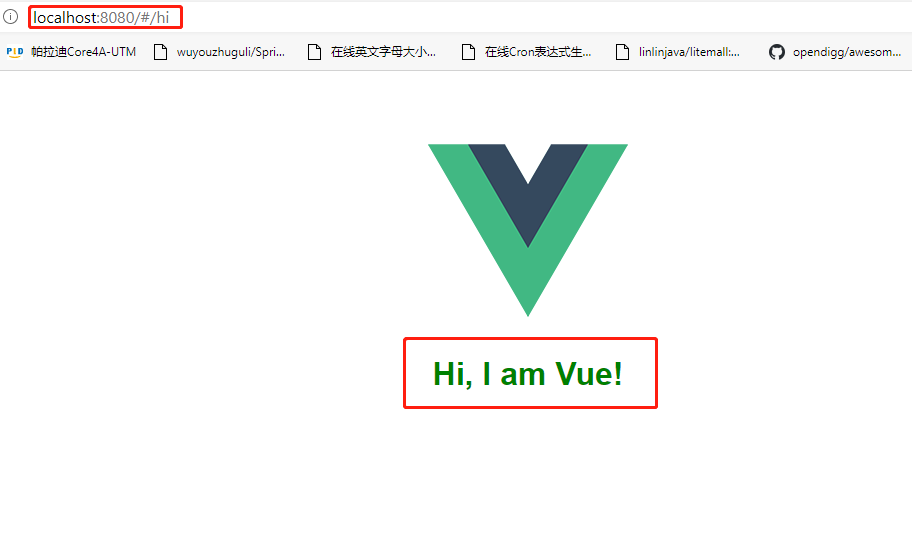 localhost:8080/#/hi
PID 帕拉迪Core4A-UTM wuyouzhuguli/Spri... 在线英文字母大小... 在线Cron表达式生... linlinjava/litemall:... opendigg/awesom...
Hi, I am Vue!